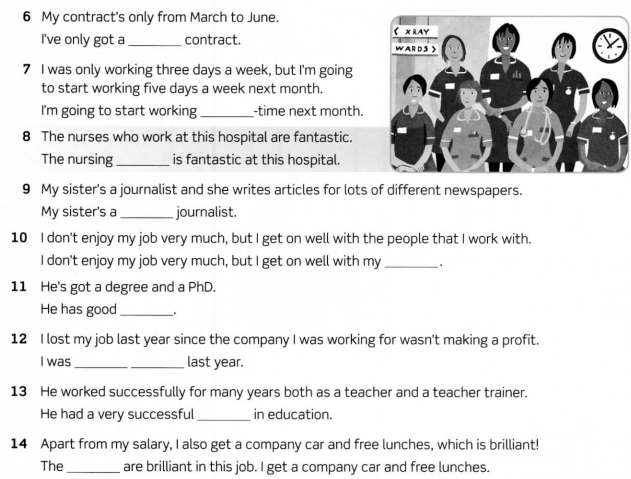 6 My contract's only from March to June.
I've only got a ________ contract.
7 I was only working three days a week, but I'm going
to start working five days a week next month.
I'm going to start working ________-time next month.
8 The nurses who work at this hospital are fantastic.
The nursing ________ is fantastic at this hospital.
X RAY
WARDS
9 My sister's a journalist and she writes articles for lots of different newspapers.
My sister's a ________ journalist.
10 I don't enjoy my job very much, but I get on well with the people that I work with.
I don't enjoy my job very much, but I get on well with my ________.
11 He's got a degree and a PhD.
He has good ________.
12 I lost my job last year since the company I was working for wasn't making a profit.
I was ________ ________ last year.
13 He worked successfully for many years both as a teacher and a teacher trainer.
He had a very successful ________ in education.
14 Apart from my salary, I also get a company car and free lunches, which is brilliant!
The ________ are brilliant in this job. I get a company car and free lunches.